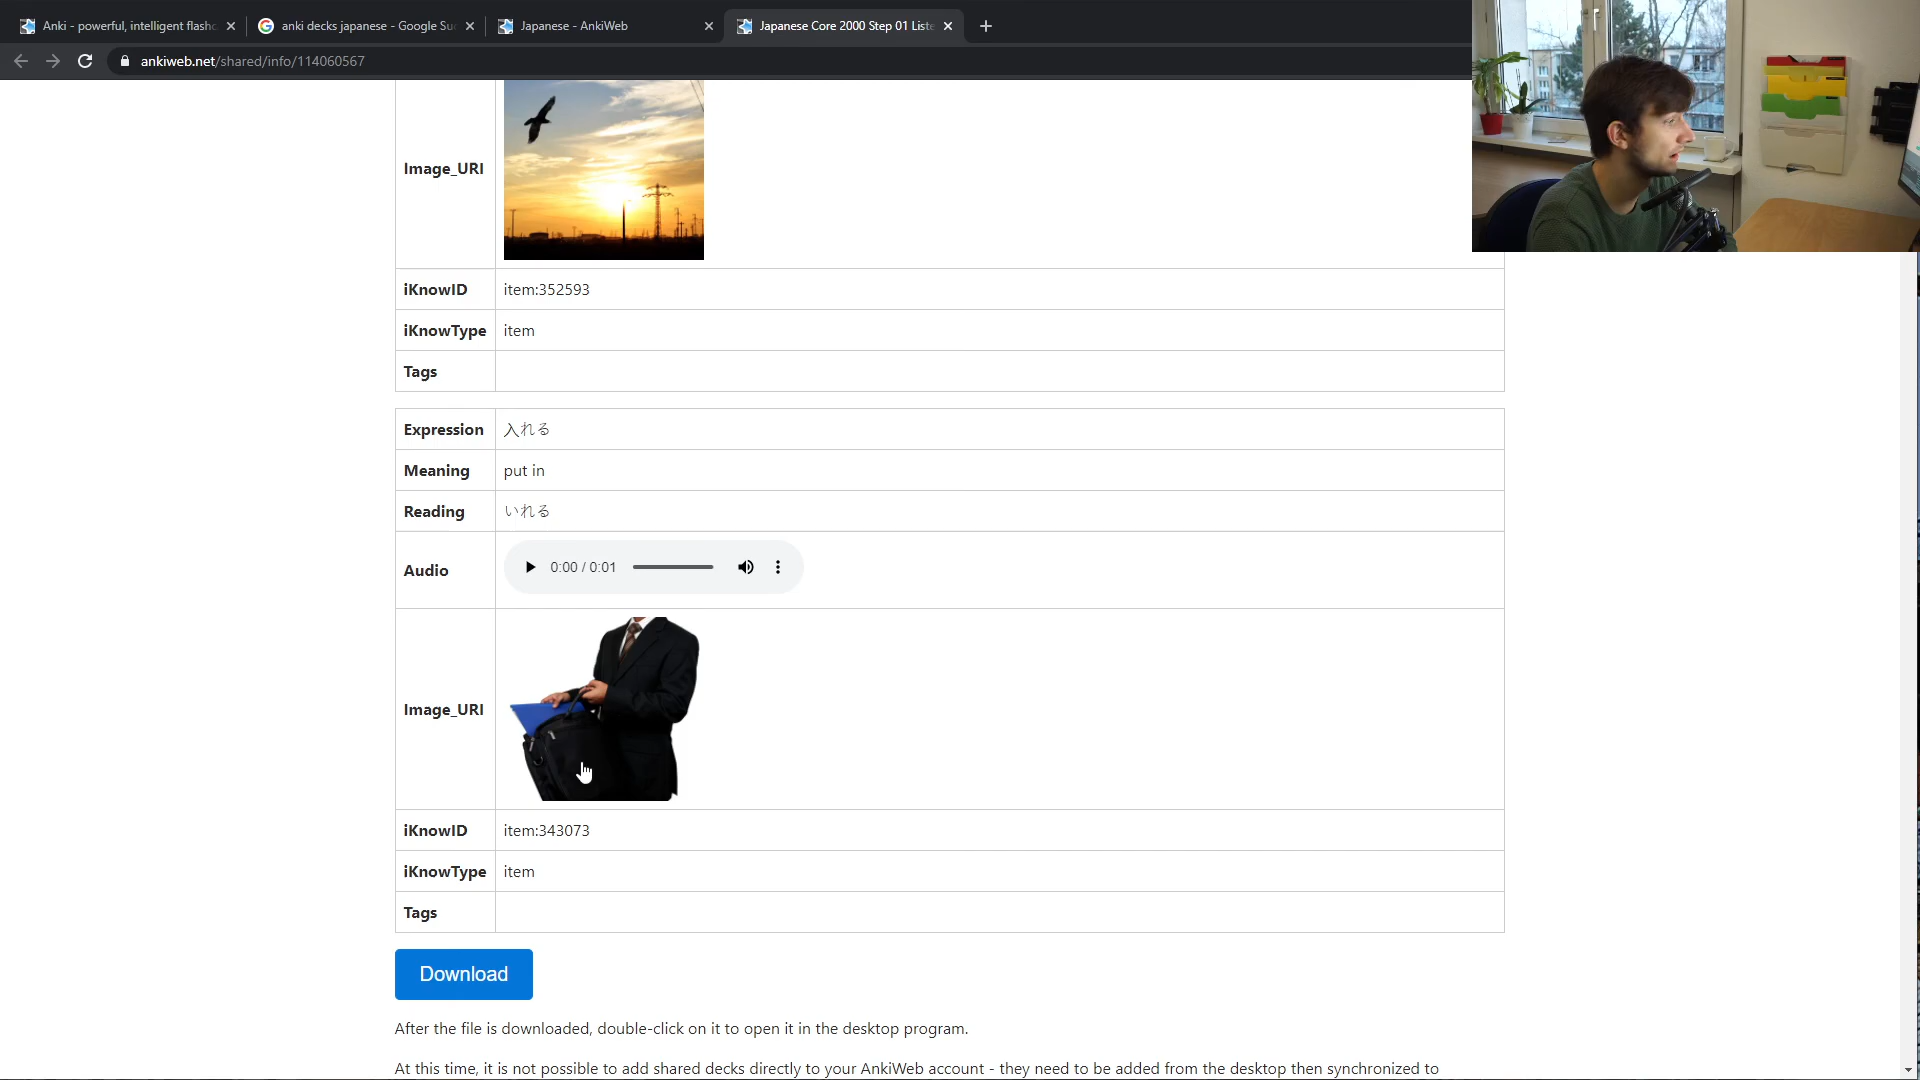 Anki - powerful, intelligent flashc
anki decks japanese - Google Su
Japanese - AnkiWeb
Japanese Core 2000 Step 01 Liste
ankiweb.net/shared/info/114060567
Image_URI
iKnowID item:352593
iKnowType item
Tags
Expression 入れる
Meaning put in
Reading いれる
Audio 0:00 / 0:01
Image_URI
iKnowID item:343073
iKnowType item
Tags
Download
After the file is downloaded, double-click on it to open it in the desktop program.
At this time, it is not possible to add shared decks directly to your AnkiWeb account - they need to be added from the desktop then synchronized to